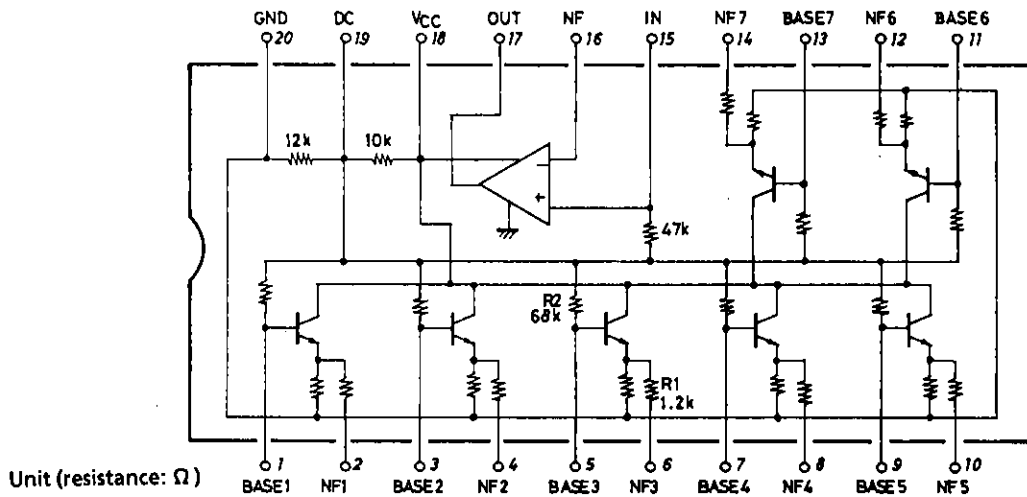 GND DC VCC OUT NF IN NF7 BASE7 NF6 BASE6
20 19 18 17 16 15 14 13 12 11
12k 10k
−
+
47k
R2
68k
R1
1.2k
1 2 3 4 5 6 7 8 9 10
Unit (resistance: Ω) BASE1 NF1 BASE2 NF2 BASE3 NF3 BASE4 NF4 BASE5 NF5